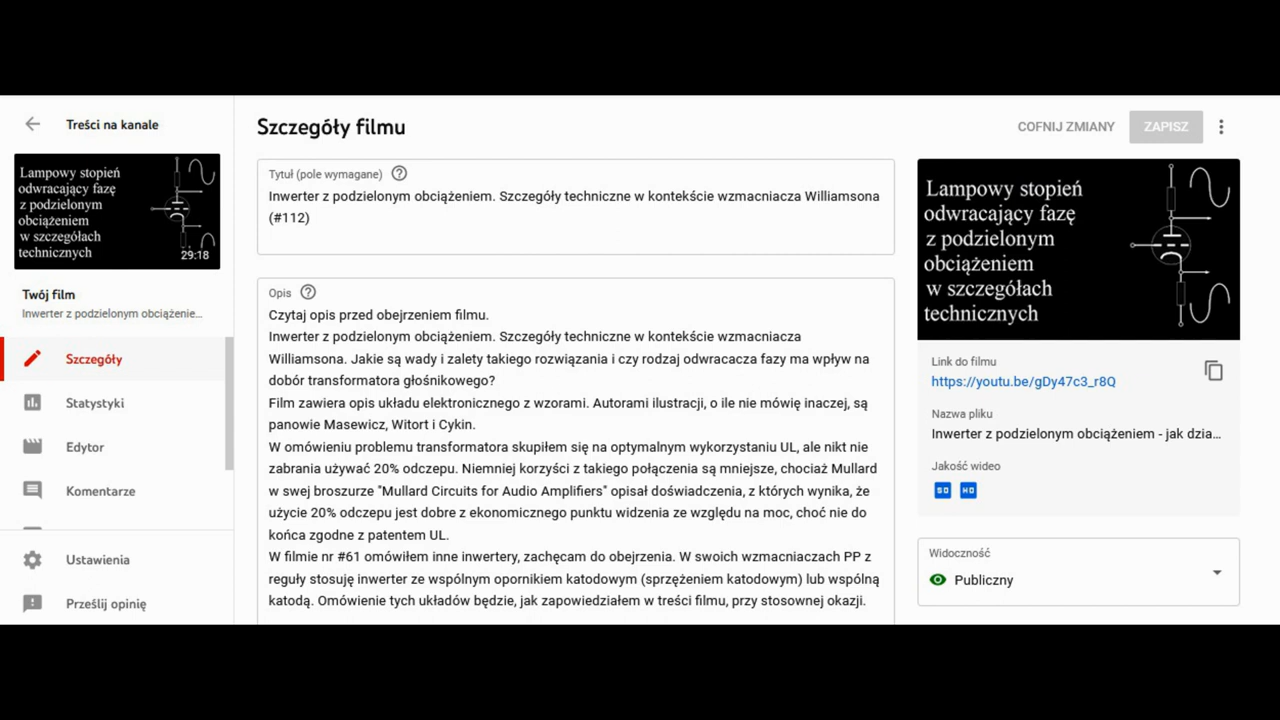 Treści na kanale
Lampowy stopień
odwracający fazę
z podzielonym
obciążeniem
w szczegółach
technicznych
29:18
Twój film
Inwerter z podzielonym obciążenie...
Szczegóły
Statystyki
Edytor
Komentarze
Ustawienia
Prześlij opinię
Szczegóły filmu
COFNIJ ZMIANY
ZAPISZ
Tytuł (pole wymagane)
Inwerter z podzielonym obciążeniem. Szczegóły techniczne w kontekście wzmacniacza Williamsona
(#112)
Opis
Czytaj opis przed obejrzeniem filmu.
Inwerter z podzielonym obciążeniem. Szczegóły techniczne w kontekście wzmacniacza
Williamsona. Jakie są wady i zalety takiego rozwiązania i czy rodzaj odwracacza fazy ma wpływ na
dobór transformatora głośnikowego?
Film zawiera opis układu elektronicznego z wzorami. Autorami ilustracji, o ile nie mówię inaczej, są
panowie Masewicz, Witort i Cykin.
W omówieniu problemu transformatora skupiłem się na optymalnym wykorzystaniu UL, ale nikt nie
zabrania używać 20% odczepu. Niemniej korzyści z takiego połączenia są mniejsze, chociaż Mullard
w swej broszurze "Mullard Circuits for Audio Amplifiers" opisał doświadczenia, z których wynika, że
użycie 20% odczepu jest dobre z ekonomicznego punktu widzenia ze względu na moc, choć nie do
końca zgodne z patentem UL.
W filmie nr #61 omówiłem inne inwertery, zachęcam do obejrzenia. W swoich wzmacniaczach PP z
reguły stosuję inwerter ze wspólnym opornikiem katodowym (sprzężeniem katodowym) lub wspólną
katodą. Omówienie tych układów będzie, jak zapowiedziałem w treści filmu, przy stosownej okazji.
Lampowy stopień
odwracający fazę
z podzielonym
obciążeniem
w szczegółach
technicznych
Link do filmu
https://youtu.be/gDy47c3_r8Q
Nazwa pliku
Inwerter z podzielonym obciążeniem - jak dzia...
Jakość wideo
SD HD
Widoczność
Publiczny